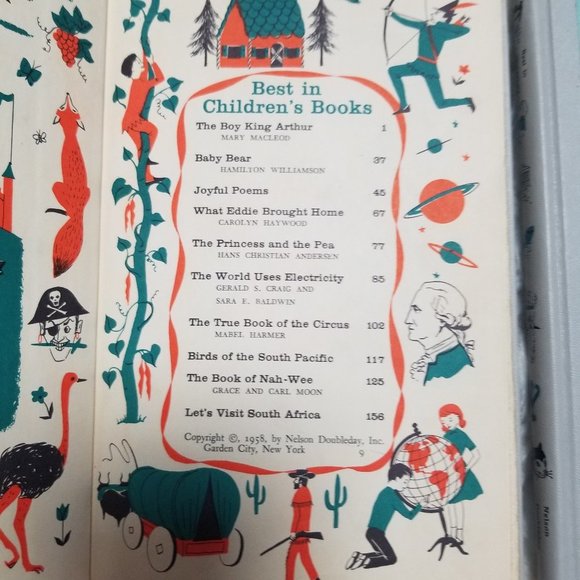 Best in
Children's Books
The Boy King Arthur 1
MARY MACLEOD
Baby Bear 37
HAMILTON WILLIAMSON
Joyful Poems 45
What Eddie Brought Home 67
CAROLYN HAYWOOD
The Princess and the Pea 77
HANS CHRISTIAN ANDERSEN
The World Uses Electricity 85
GERALD S. CRAIG AND
SARA E. BALDWIN
The True Book of the Circus 102
MABEL HARMER
Birds of the South Pacific 117
The Book of Nah-Wee 125
GRACE AND CARL MOON
Let's Visit South Africa 156
Copyright ©, 1958, by Nelson Doubleday, Inc.
Garden City, New York 9
Nelson